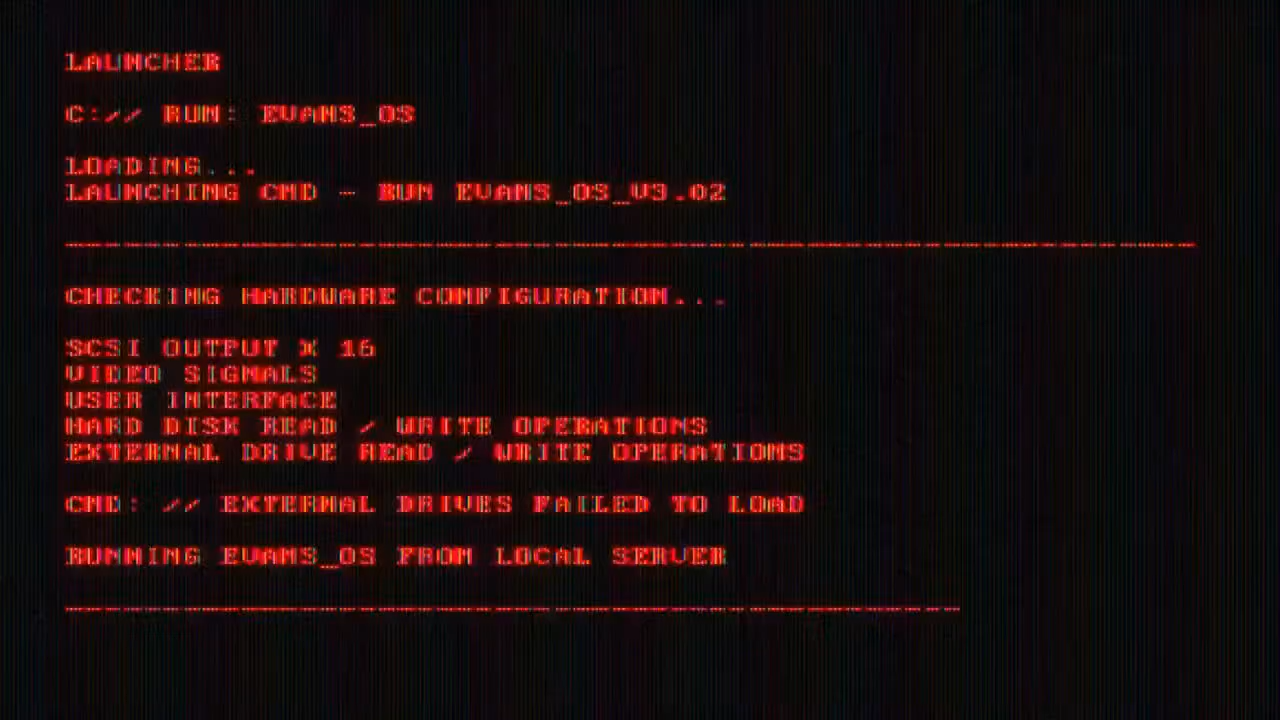 LAUNCHER
C:// RUN: EVANS_OS
LOADING...
LAUNCHING CMD - RUN EVANS_OS_V3.02
CHECKING HARDWARE CONFIGURATION...
SCSI OUTPUT X 16
VIDEO SIGNALS
USER INTERFACE
HARD DISK READ / WRITE OPERATIONS
EXTERNAL DRIVE READ / WRITE OPERATIONS
CMD: // EXTERNAL DRIVES FAILED TO LOAD
RUNNING EVANS_OS FROM LOCAL SERVER